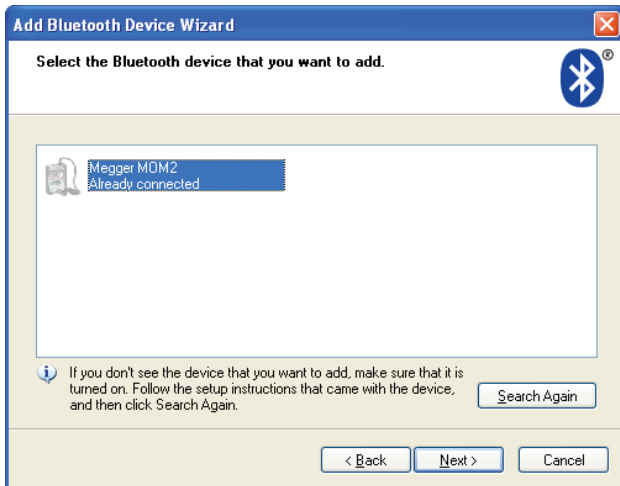 Add Bluetooth Device Wizard
Select the Bluetooth device that you want to add.
®
Megger MOM2
Already connected
If you don't see the device that you want to add, make sure that it is
turned on. Follow the setup instructions that came with the device,
and then click Search Again.
Search Again
< Back
Next >
Cancel